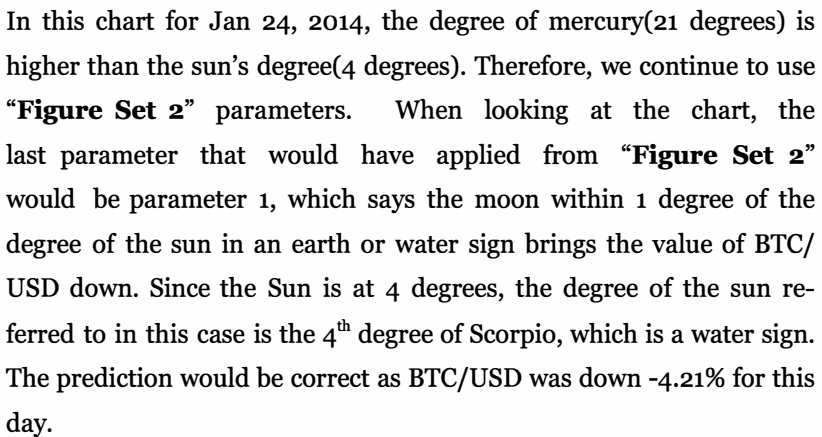 In this chart for Jan 24, 2014, the degree of mercury(21 degrees) is
higher than the sun’s degree(4 degrees). Therefore, we continue to use
“Figure Set 2” parameters. When looking at the chart, the
last parameter that would have applied from “Figure Set 2”
would be parameter 1, which says the moon within 1 degree of the
degree of the sun in an earth or water sign brings the value of BTC/
USD down. Since the Sun is at 4 degrees, the degree of the sun re-
ferred to in this case is the 4th degree of Scorpio, which is a water sign.
The prediction would be correct as BTC/USD was down -4.21% for this
day.